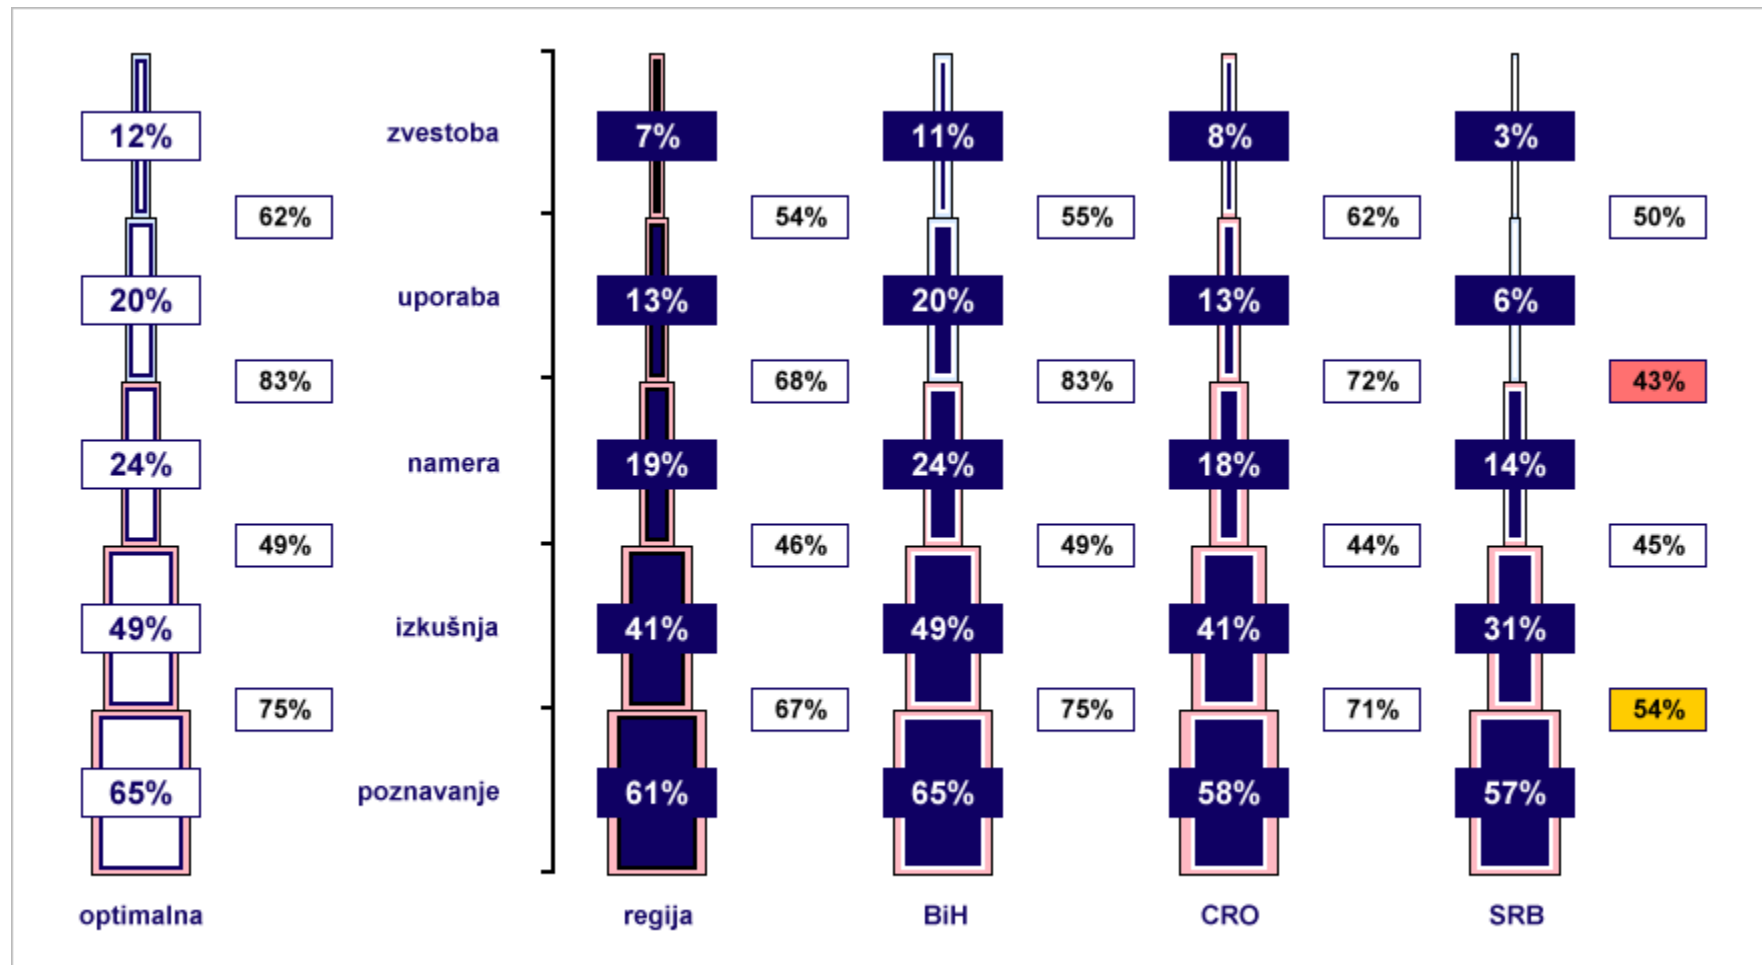 12% zvestoba 7% 11% 8% 3%
62% 54% 55% 62% 50%
20% uporaba 13% 20% 13% 6%
83% 68% 83% 72% 43%
24% namera 19% 24% 18% 14%
49% 46% 49% 44% 45%
49% izkušnja 41% 49% 41% 31%
75% 67% 75% 71% 54%
65% poznavanje 61% 65% 58% 57%
optimalna regija BiH CRO SRB